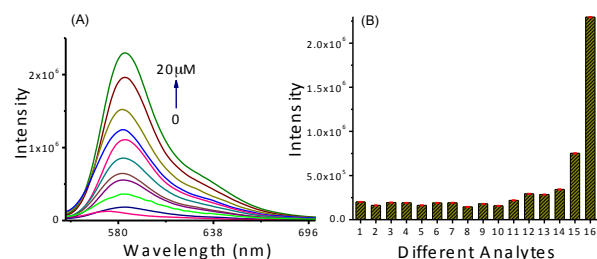 (A)
2x10⁶
1x10⁶
0
Intensity
20µM
0
580 638 696
Wavelength (nm)
(B)
2.0x10⁶
1.5x10⁶
1.0x10⁶
5.0x10⁵
0.0
Intensity
1 2 3 4 5 6 7 8 9 10 11 12 13 14 15 16
Different Analytes